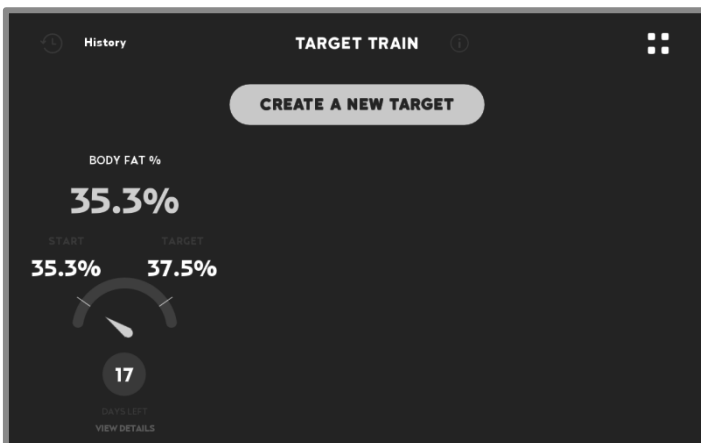 History
TARGET TRAIN
CREATE A NEW TARGET
BODY FAT %
35.3%
START TARGET
35.3% 37.5%
17
DAYS LEFT
VIEW DETAILS